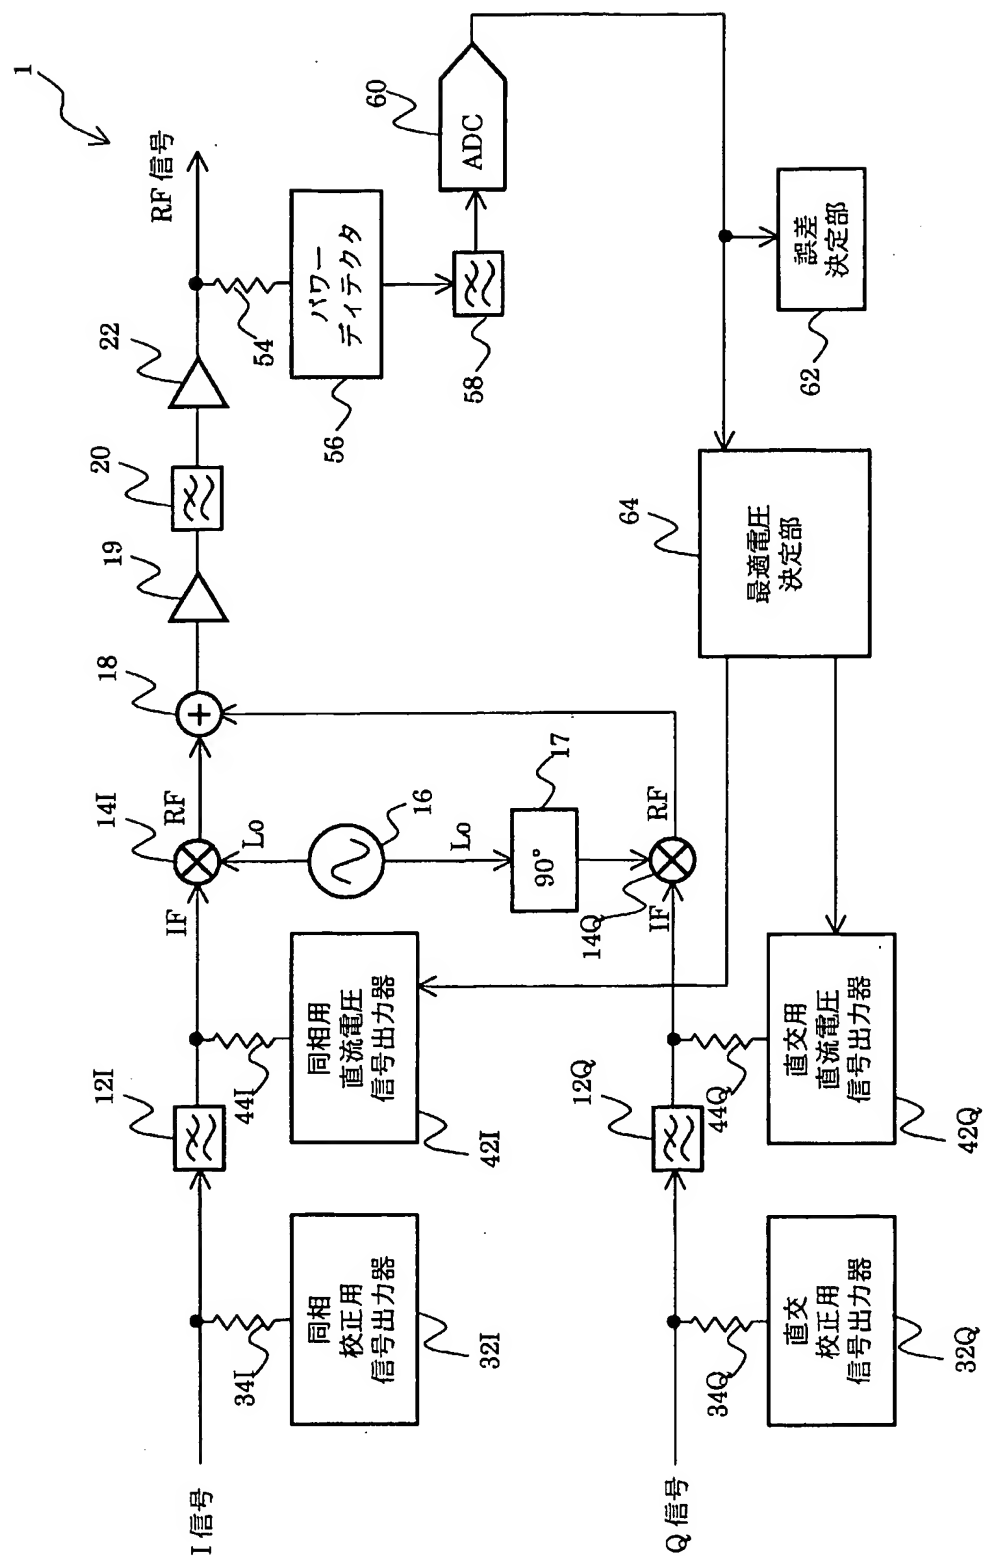 1
I 信号
34I
同相
校正用
信号出力器
32I
12I
44I
同相用
直流電圧
信号出力器
42I
IF
14I
RF
Lo
16
Lo
90°
17
18
19
20
22
RF 信号
54
パワー
ディテクタ
56
58
ADC
60
誤差
決定部
62
最適電圧
決定部
64
Q 信号
34Q
直交
校正用
信号出力器
32Q
12Q
44Q
直交用
直流電圧
信号出力器
42Q
IF
14Q
RF